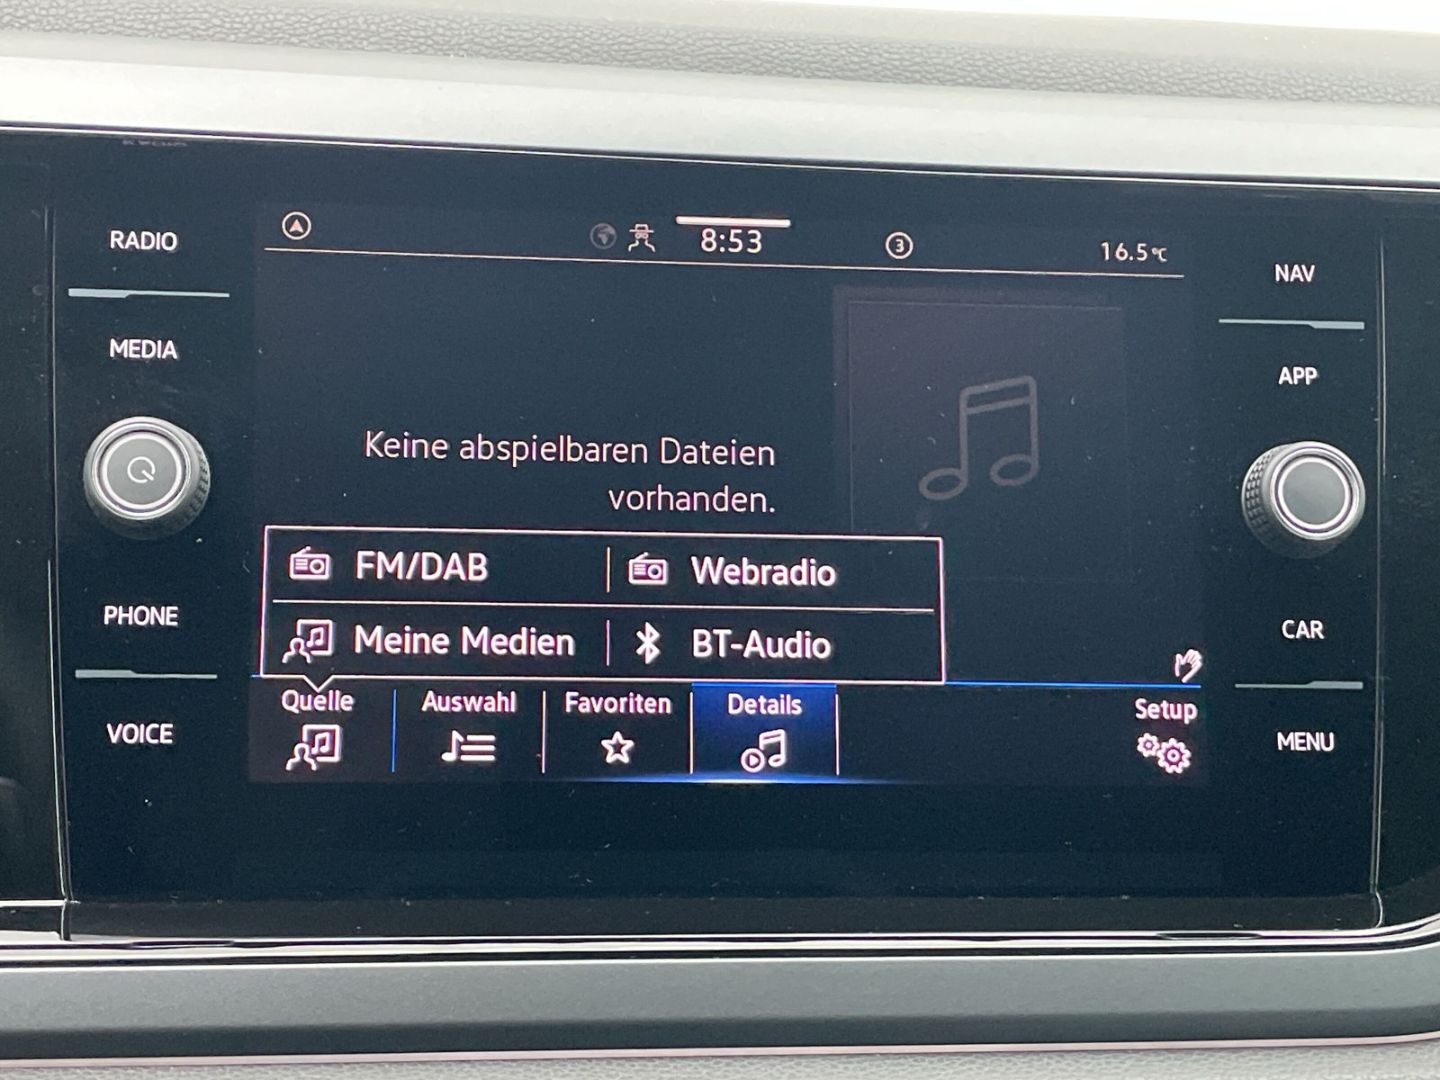 RADIO
MEDIA
PHONE
VOICE
8:53
3
16.5°C
Keine abspielbaren Dateien
vorhanden.
FM/DAB
Webradio
Meine Medien
BT-Audio
Quelle
Auswahl
Favoriten
Details
Setup
NAV
APP
CAR
MENU